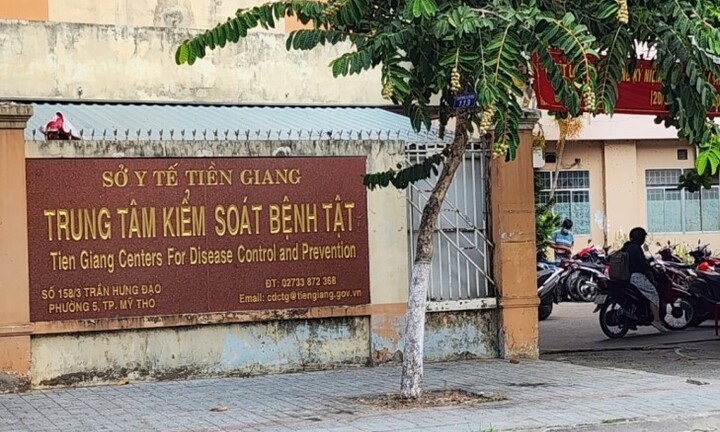 SỞ Y TẾ TIỀN GIANG
TRUNG TÂM KIỂM SOÁT BỆNH TẬT
Tien Giang Centers For Disease Control and Prevention
SỐ 158/3 TRẦN HƯNG ĐẠO
PHƯỜNG 5, TP. MỸ THO
ĐT: 02733 872 368
Email: cdctg@tiengiang.gov.vn